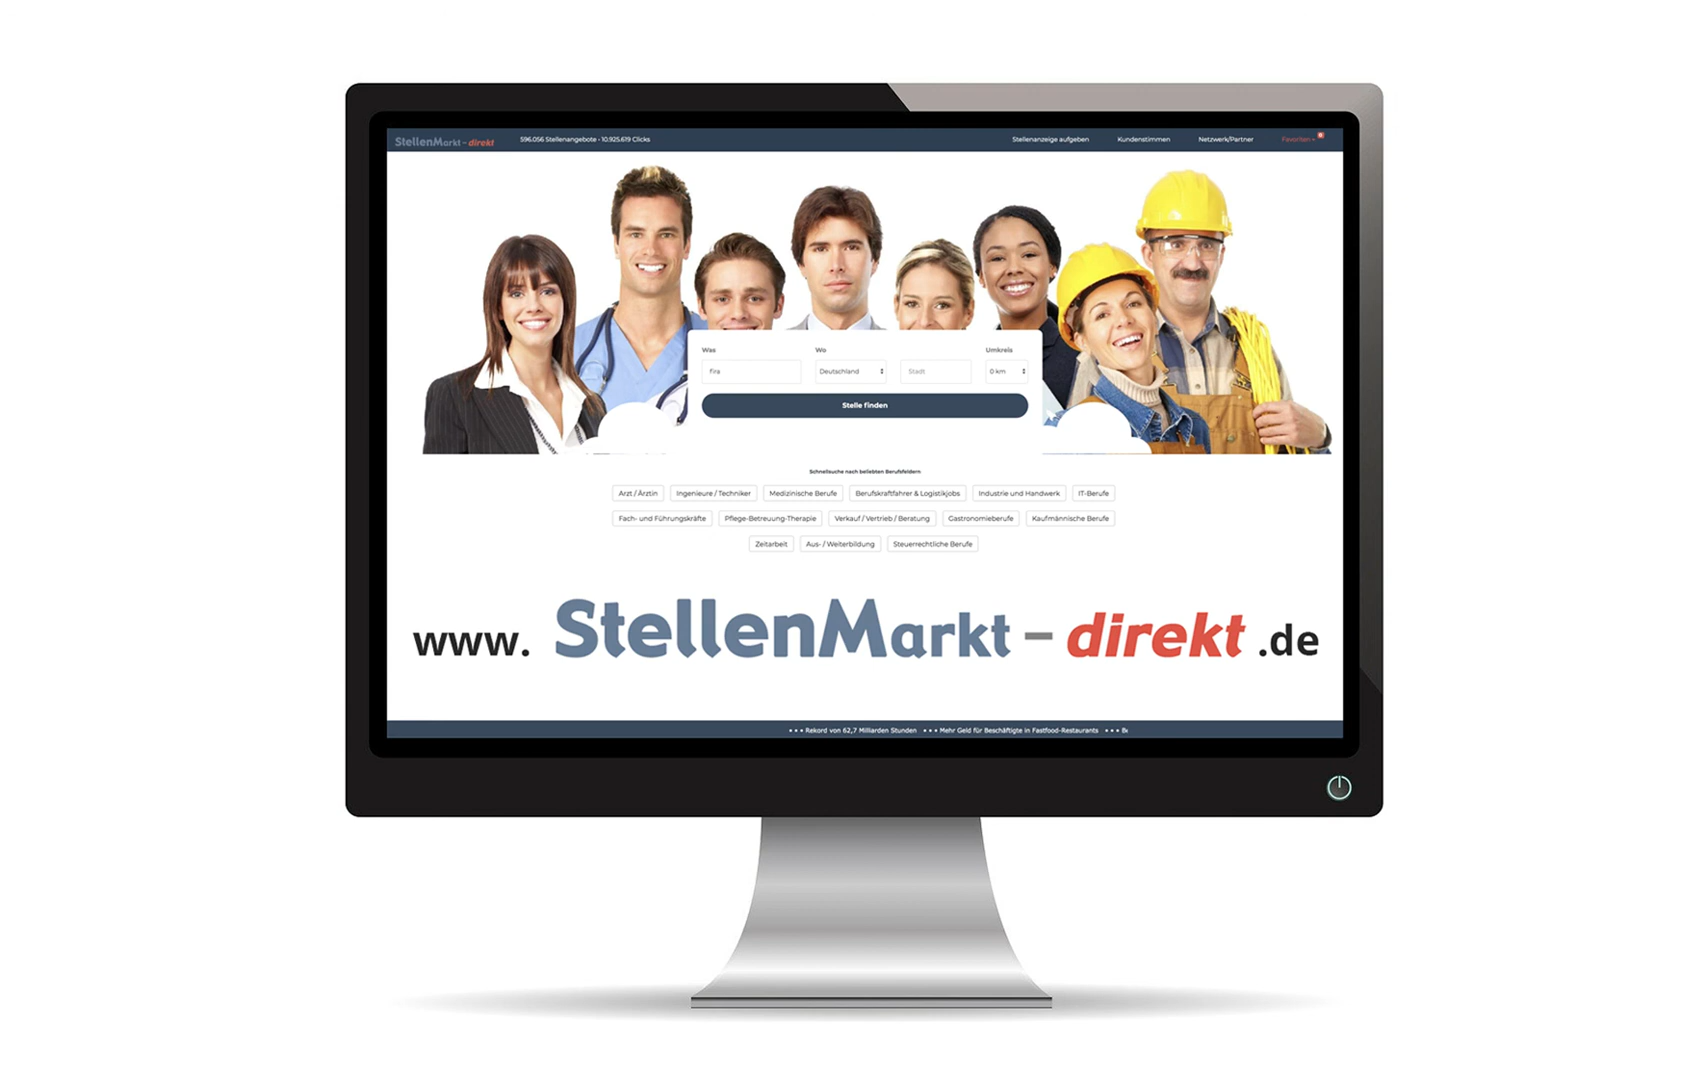 StellenMarkt - direkt 596.056 Stellenangebote • 10.925.619 Clicks Stellenanzeige aufgeben Kundenstimmen Netzwerk/Partner Favoriten
Was Wo Umkreis
fira Deutschland Stadt 0 km
Stelle finden
Schnellsuche nach beliebten Berufsfeldern
Arzt / Ärztin Ingenieure / Techniker Medizinische Berufe Berufskraftfahrer & Logistikjobs Industrie und Handwerk IT-Berufe
Fach- und Führungskräfte Pflege-Betreuung-Therapie Verkauf / Vertrieb / Beratung Gastronomieberufe Kaufmännische Berufe
Zeitarbeit Aus- / Weiterbildung Steuerrechtliche Berufe
www. StellenMarkt - direkt .de
• • • Rekord von 62,7 Milliarden Stunden • • • Mehr Geld für Beschäftigte in Fastfood-Restaurants • • •